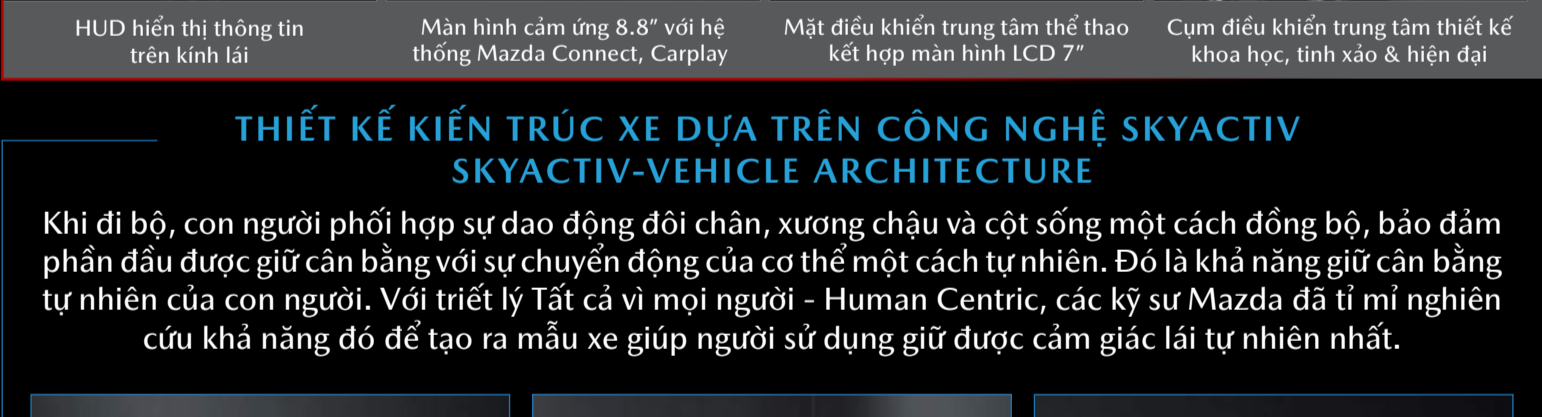 HUD hiển thị thông tin
trên kính lái
Màn hình cảm ứng 8.8" với hệ
thống Mazda Connect, Carplay
Mặt điều khiển trung tâm thể thao
kết hợp màn hình LCD 7"
Cụm điều khiển trung tâm thiết kế
khoa học, tinh xảo & hiện đại
THIẾT KẾ KIẾN TRÚC XE DỰA TRÊN CÔNG NGHỆ SKYACTIV
SKYACTIV-VEHICLE ARCHITECTURE
Khi đi bộ, con người phối hợp sự dao động đôi chân, xương chậu và cột sống một cách đồng bộ, bảo đảm
phần đầu được giữ cân bằng với sự chuyển động của cơ thể một cách tự nhiên. Đó là khả năng giữ cân bằng
tự nhiên của con người. Với triết lý Tất cả vì mọi người - Human Centric, các kỹ sư Mazda đã tỉ mỉ nghiên
cứu khả năng đó để tạo ra mẫu xe giúp người sử dụng giữ được cảm giác lái tự nhiên nhất.